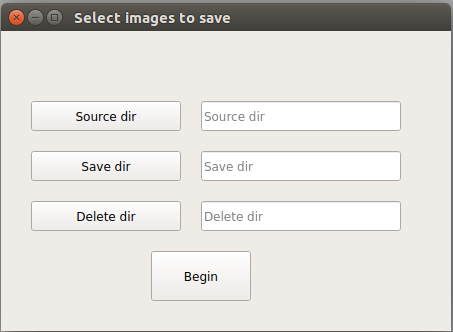 Select images to save
Source dir
Source dir
Save dir
Save dir
Delete dir
Delete dir
Begin